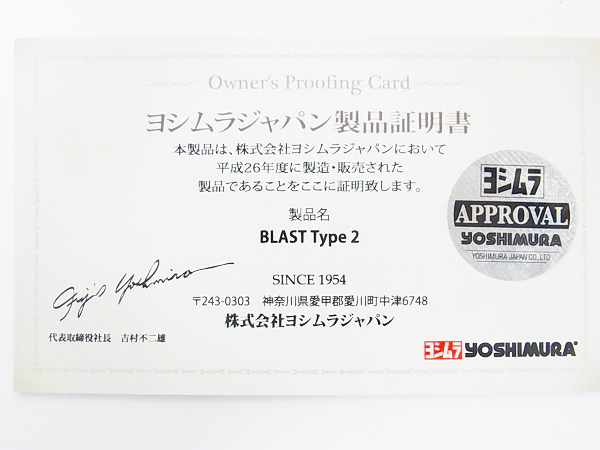 Owner's Proofing Card
ヨシムラジャパン製品証明書
本製品は、株式会社ヨシムラジャパンにおいて
平成26年度に製造・販売された
製品であることをここに証明致します。
製品名
BLAST Type 2
ヨシムラ
APPROVAL
YOSHIMURA
YOSHIMURA JAPAN CO., LTD
Fujio Yoshimura
SINCE 1954
〒243-0303 神奈川県愛甲郡愛川町中津6748
株式会社ヨシムラジャパン
代表取締役社長 吉村不二雄
ヨシムラ YOSHIMURA